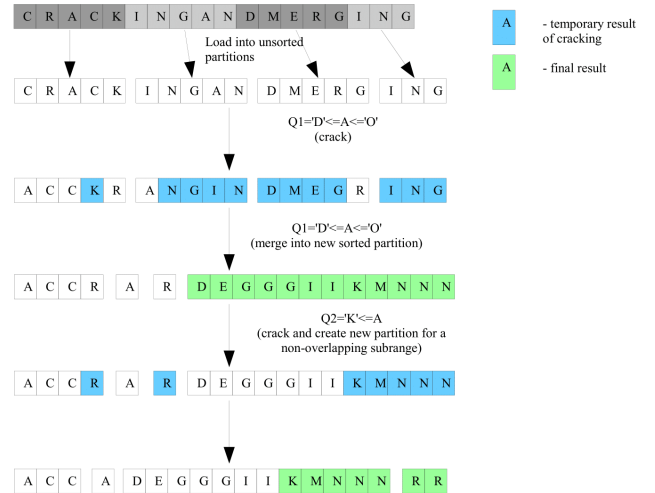 C R A C K I N G A N D M E R G I N G
A - temporary result
of cracking
Load into unsorted
partitions
A - final result
C R A C K I N G A N D M E R G I N G
Q1='D'<=A<='O'
(crack)
A C C K R A N G I N D M E G R I N G
Q1='D'<=A<='O'
(merge into new sorted partition)
A C C R A R D E G G G I I K M N N N
Q2='K'<=A
(crack and create new partition for a
non-overlapping subrange)
A C C R A R D E G G G I I K M N N N
A C C A D E G G G I I K M N N N R R